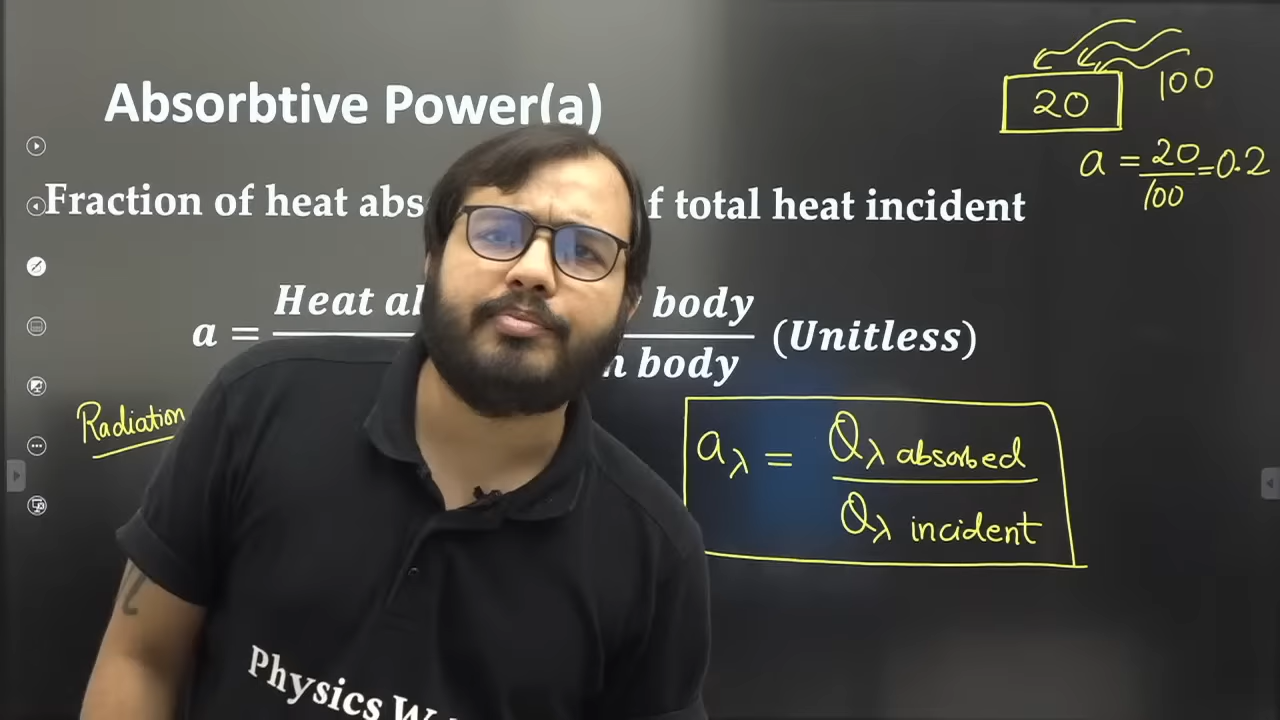 Absorbtive Power(a)
100
20
a = 20/100 = 0.2
Fraction of heat abs f total heat incident
a = Heat a body / n body (Unitless)
Radiation
aλ = Qλ absorbed / Qλ incident
Physics W